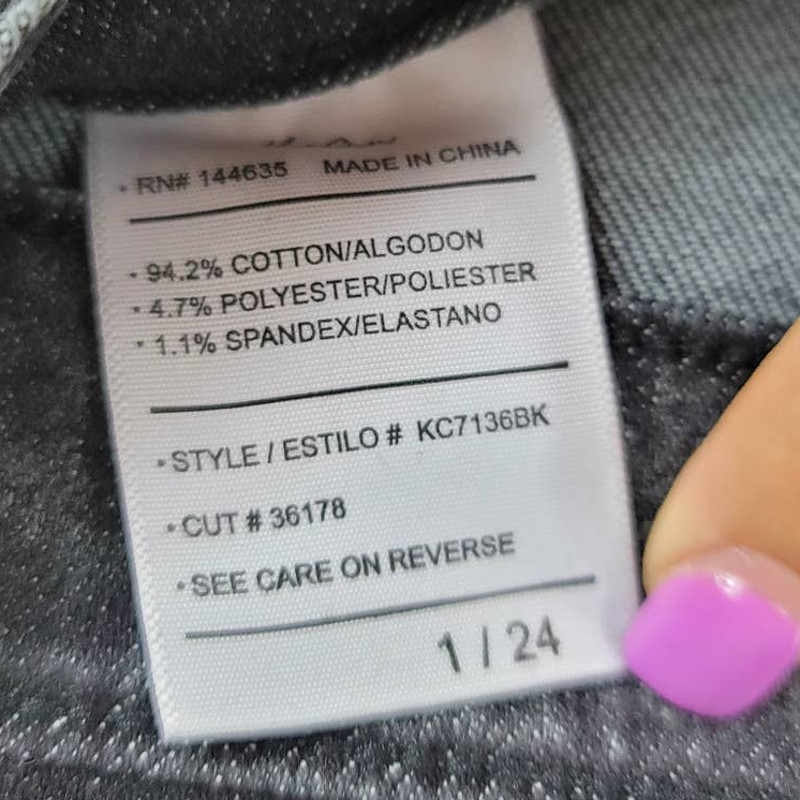 RN# 144635 MADE IN CHINA
· 94.2% COTTON/ALGODON
· 4.7% POLYESTER/POLIESTER
· 1.1% SPANDEX/ELASTANO
· STYLE / ESTILO # KC7136BK
· CUT # 36178
· SEE CARE ON REVERSE
1 / 24